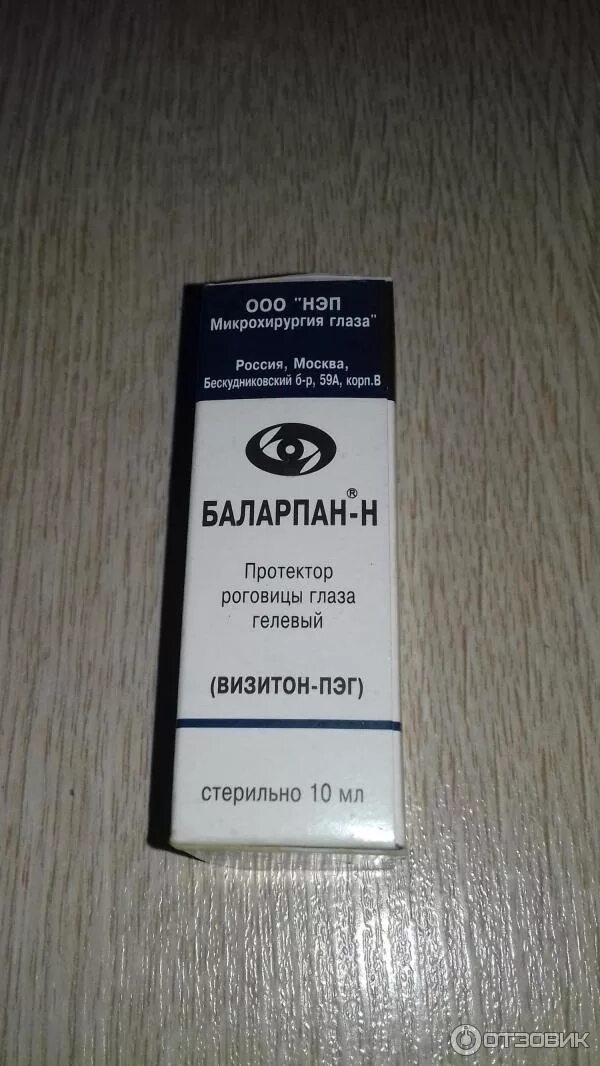 ООО "НЭП
Микрохирургия глаза"
Россия, Москва,
Бескудниковский б-р, 59А, корп.В
БАЛАРПАН®-Н
Протектор
роговицы глаза
гелевый
(ВИЗИТОН-ПЭГ)
стерильно 10 мл
ОТЗОВИК